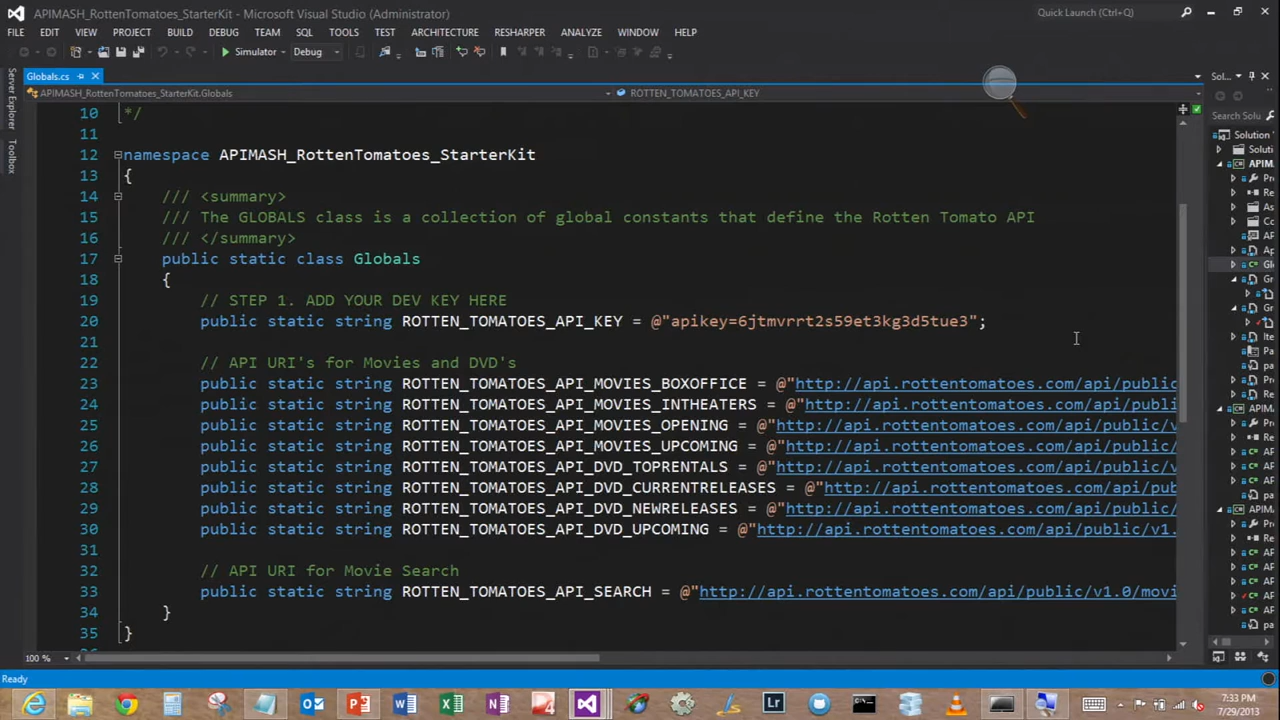 APIMASH_RottenTomatoes_StarterKit - Microsoft Visual Studio (Administrator)
Quick Launch (Ctrl+Q)
FILE EDIT VIEW PROJECT BUILD DEBUG TEAM SQL TOOLS TEST ARCHITECTURE RESHARPER ANALYZE WINDOW HELP
Simulator Debug
Globals.cs
Sol...
APIMASH_RottenTomatoes_StarterKit.Globals
ROTTEN_TOMATOES_API_KEY
Server Explorer
Toolbox
Search Solu
Solution
10 */
11
12 namespace APIMASH_RottenTomatoes_StarterKit
13 {
14 /// <summary>
15 /// The GLOBALS class is a collection of global constants that define the Rotten Tomato API
16 /// </summary>
17 public static class Globals
18 {
19 // STEP 1. ADD YOUR DEV KEY HERE
20 public static string ROTTEN_TOMATOES_API_KEY = @"apikey=6jtmvrrt2s59et3kg3d5tue3";
21
22 // API URI's for Movies and DVD's
23 public static string ROTTEN_TOMATOES_API_MOVIES_BOXOFFICE = @"http://api.rottentomatoes.com/api/public
24 public static string ROTTEN_TOMATOES_API_MOVIES_INTHEATERS = @"http://api.rottentomatoes.com/api/publi
25 public static string ROTTEN_TOMATOES_API_MOVIES_OPENING = @"http://api.rottentomatoes.com/api/public/v
26 public static string ROTTEN_TOMATOES_API_MOVIES_UPCOMING = @"http://api.rottentomatoes.com/api/public/
27 public static string ROTTEN_TOMATOES_API_DVD_TOPRENTALS = @"http://api.rottentomatoes.com/api/public/v
28 public static string ROTTEN_TOMATOES_API_DVD_CURRENTRELEASES = @"http://api.rottentomatoes.com/api/pub
29 public static string ROTTEN_TOMATOES_API_DVD_NEWRELEASES = @"http://api.rottentomatoes.com/api/public/
30 public static string ROTTEN_TOMATOES_API_DVD_UPCOMING = @"http://api.rottentomatoes.com/api/public/v1.
31
32 // API URI for Movie Search
33 public static string ROTTEN_TOMATOES_API_SEARCH = @"http://api.rottentomatoes.com/api/public/v1.0/movi
34 }
35 }
100 %
Ready
7:33 PM
7/29/2013